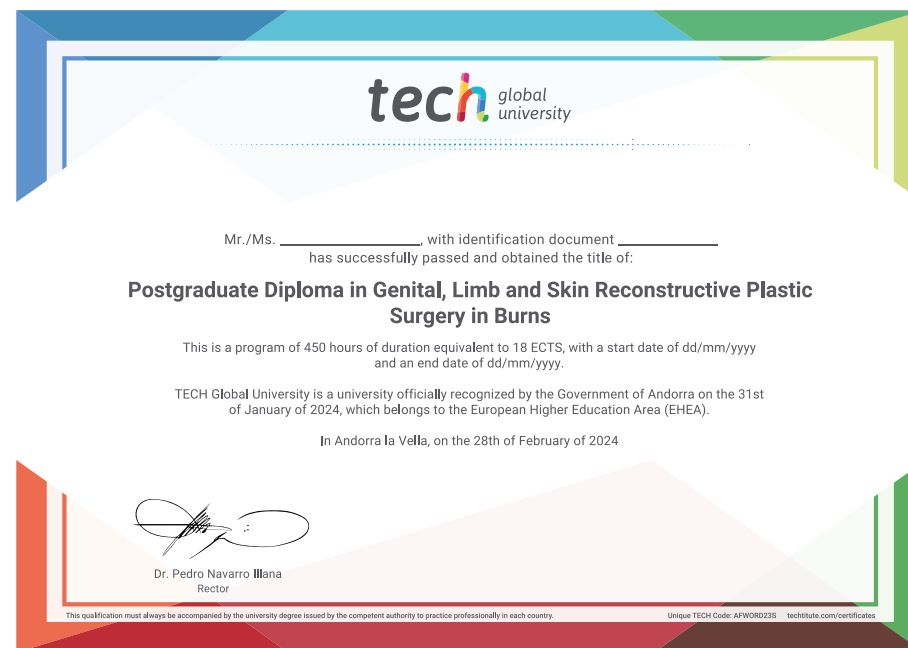 tech global university
Mr./Ms. ____________, with identification document ____________
has successfully passed and obtained the title of:
Postgraduate Diploma in Genital, Limb and Skin Reconstructive Plastic
Surgery in Burns
This is a program of 450 hours of duration equivalent to 18 ECTS, with a start date of dd/mm/yyyy
and an end date of dd/mm/yyyy.
TECH Global University is a university officially recognized by the Government of Andorra on the 31st
of January of 2024, which belongs to the European Higher Education Area (EHEA).
In Andorra la Vella, on the 28th of February of 2024
Dr. Pedro Navarro Illana
Rector
This qualification must always be accompanied by the university degree issued by the competent authority to practice professionally in each country.
Unique TECH Code: AFWORD23S techtitute.com/certificates